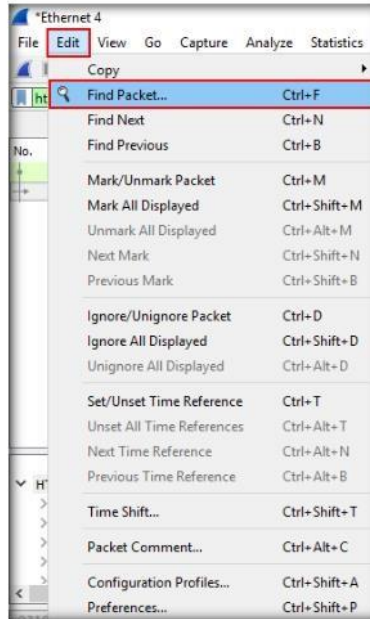 *Ethernet 4
File Edit View Go Capture Analyze Statistics
Copy
ht Find Packet... Ctrl+F
Find Next Ctrl+N
No. Find Previous Ctrl+B
Mark/Unmark Packet Ctrl+M
Mark All Displayed Ctrl+Shift+M
Unmark All Displayed Ctrl+Alt+M
Next Mark Ctrl+Shift+N
Previous Mark Ctrl+Shift+B
Ignore/Unignore Packet Ctrl+D
Ignore All Displayed Ctrl+Shift+D
Unignore All Displayed Ctrl+Alt+D
Set/Unset Time Reference Ctrl+T
Unset All Time References Ctrl+Alt+T
Next Time Reference Ctrl+Alt+N
Previous Time Reference Ctrl+Alt+B
Time Shift... Ctrl+Shift+T
Packet Comment... Ctrl+Alt+C
Configuration Profiles... Ctrl+Shift+A
Preferences... Ctrl+Shift+P